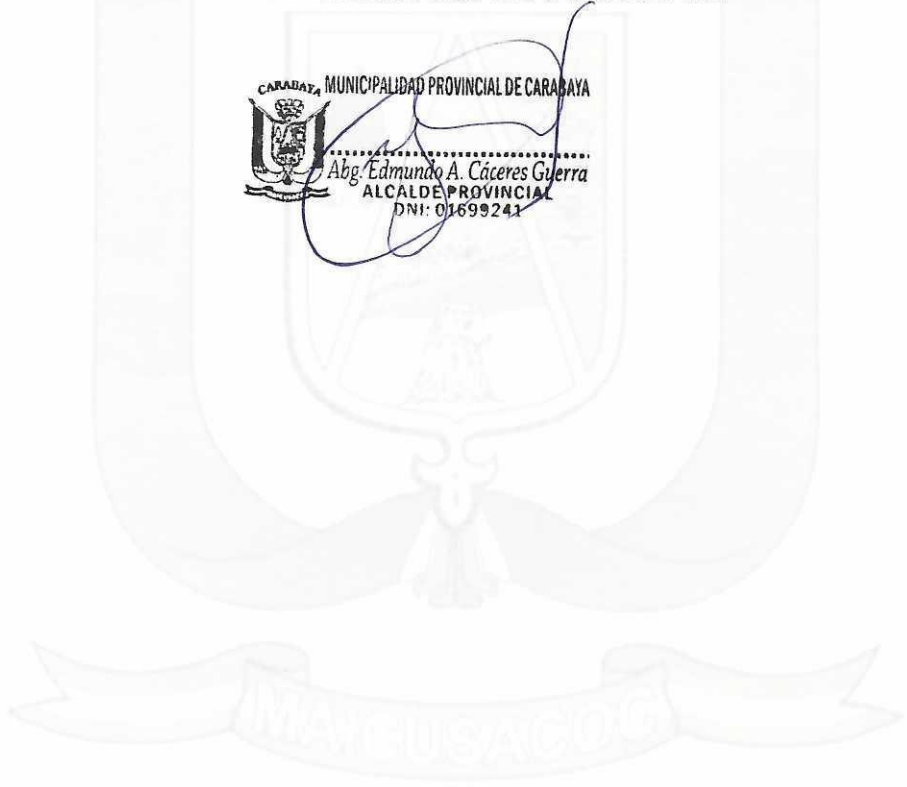 CARABAYA
MUNICIPALIDAD PROVINCIAL DE CARABAYA
Abg. Edmundo A. Cáceres Guerra
ALCALDE PROVINCIAL
DNI: 01699241